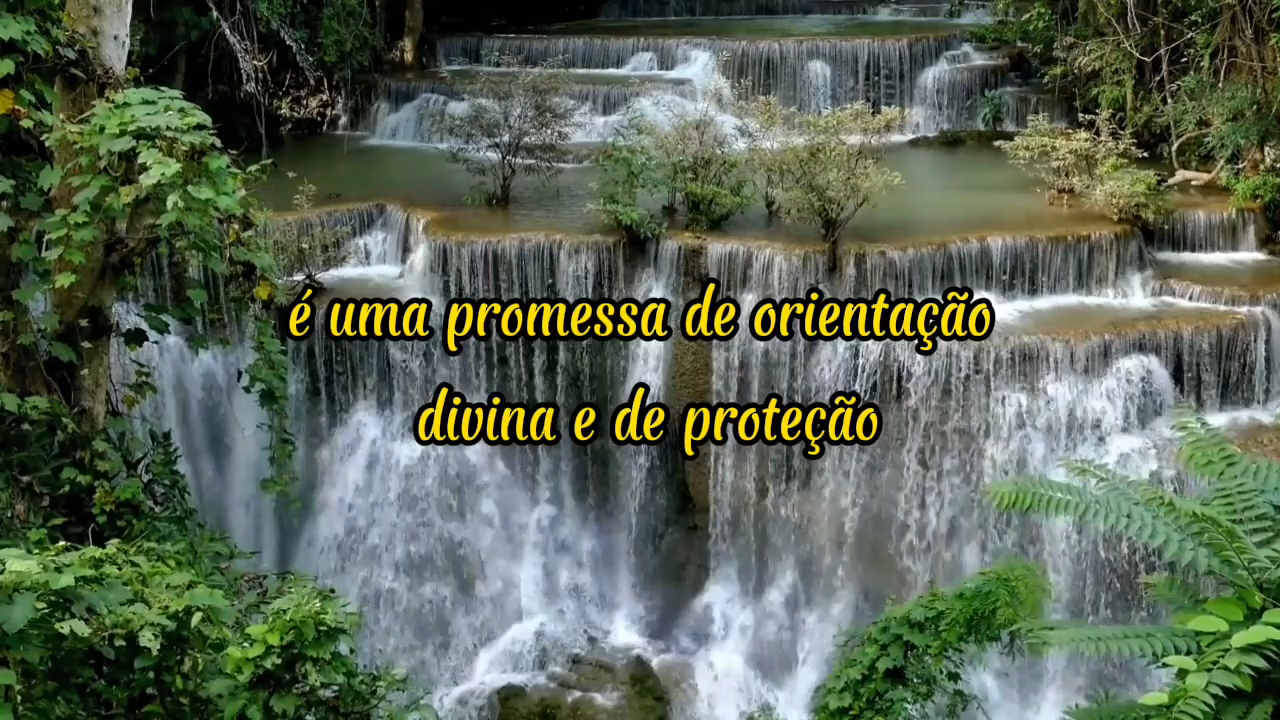 é uma promessa de orientação
divina e de proteção